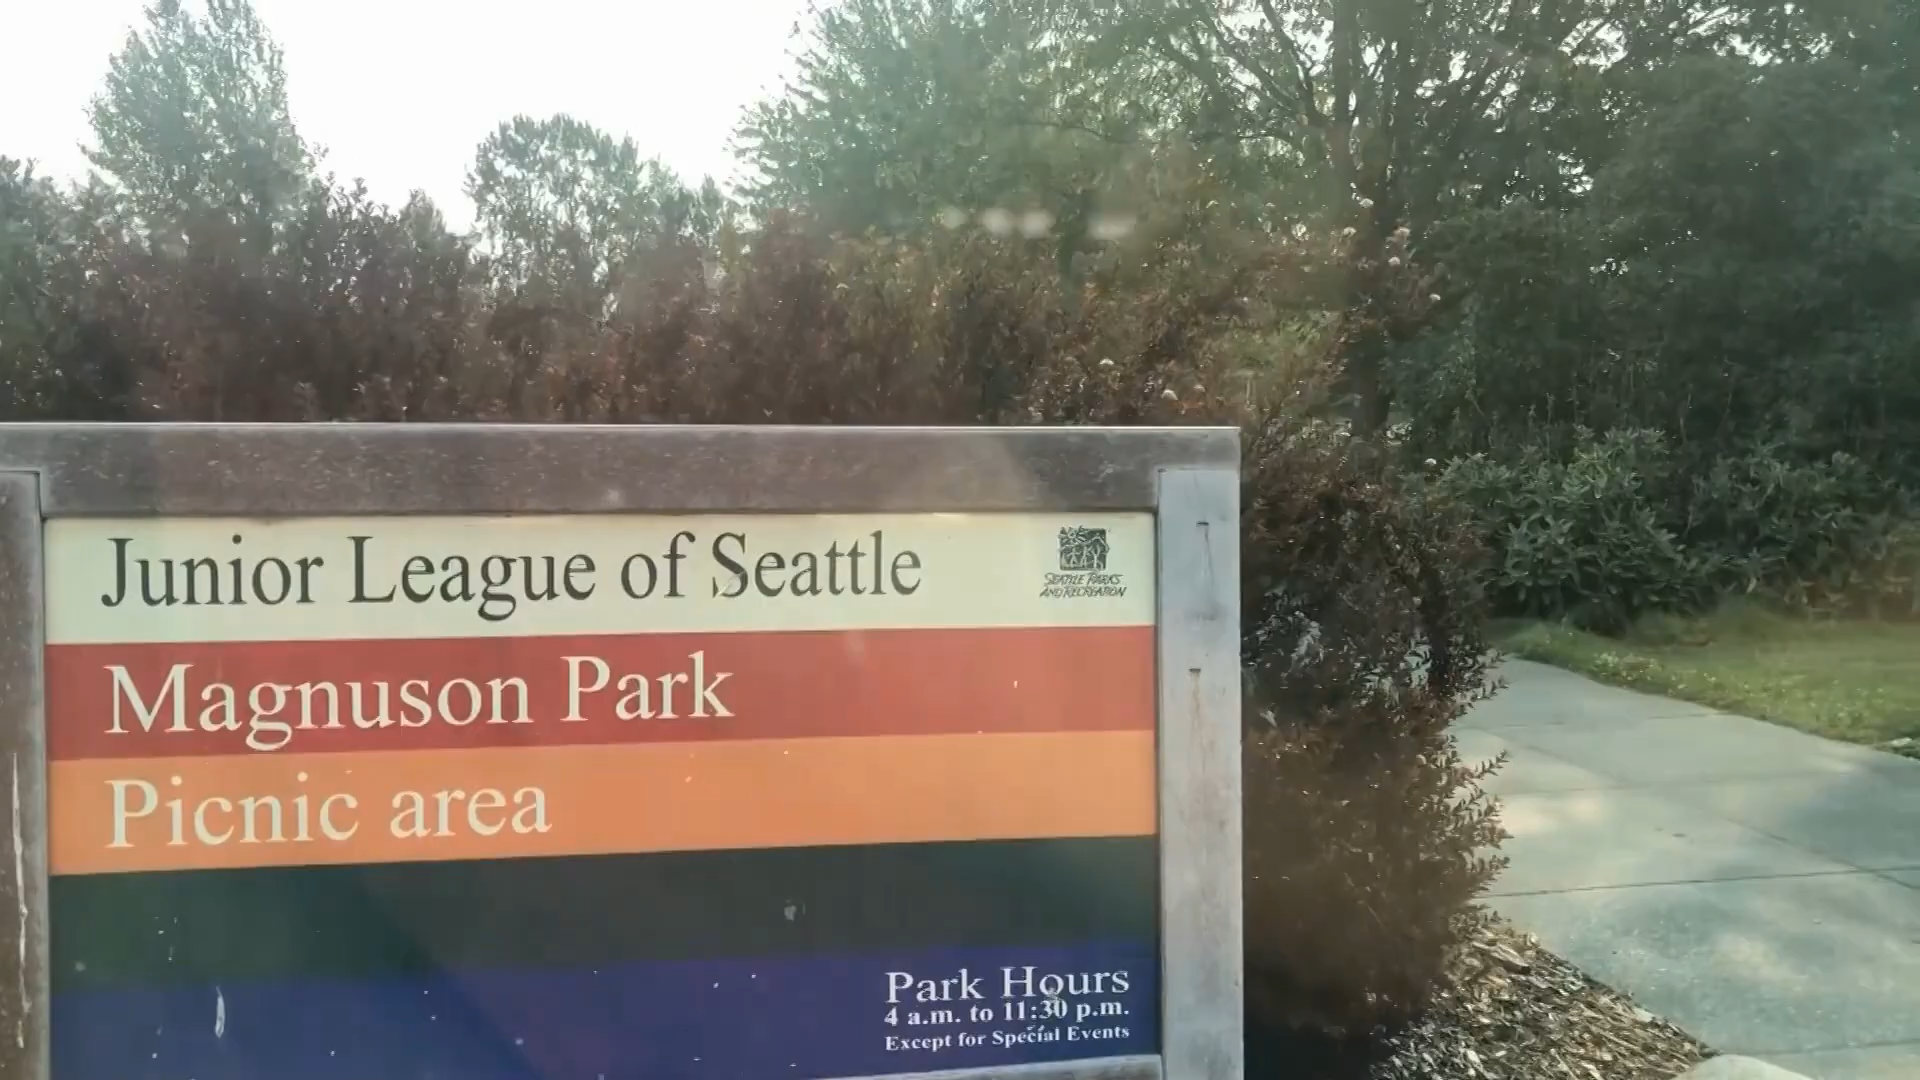 Junior League of Seattle
SEATTLE PARKS
AND RECREATION
Magnuson Park
Picnic area
Park Hours
4 a.m. to 11:30 p.m.
Except for Special Events